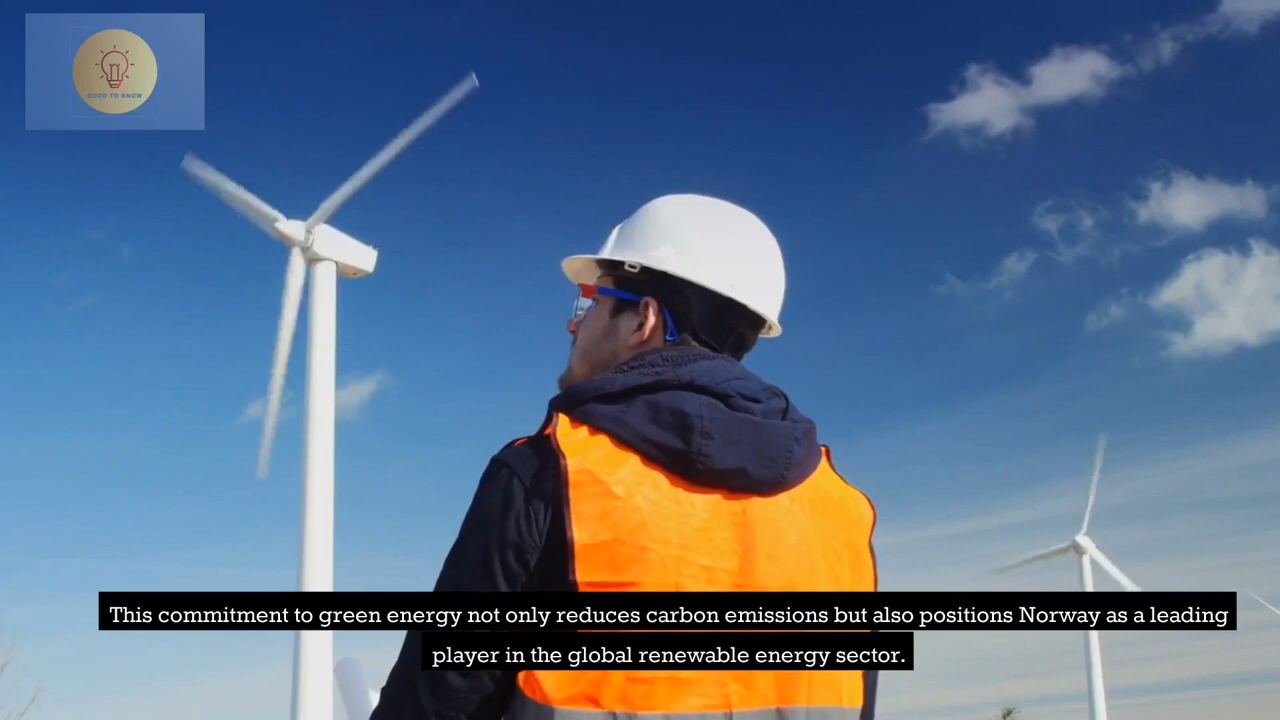 GOOD TO KNOW
This commitment to green energy not only reduces carbon emissions but also positions Norway as a leading
player in the global renewable energy sector.